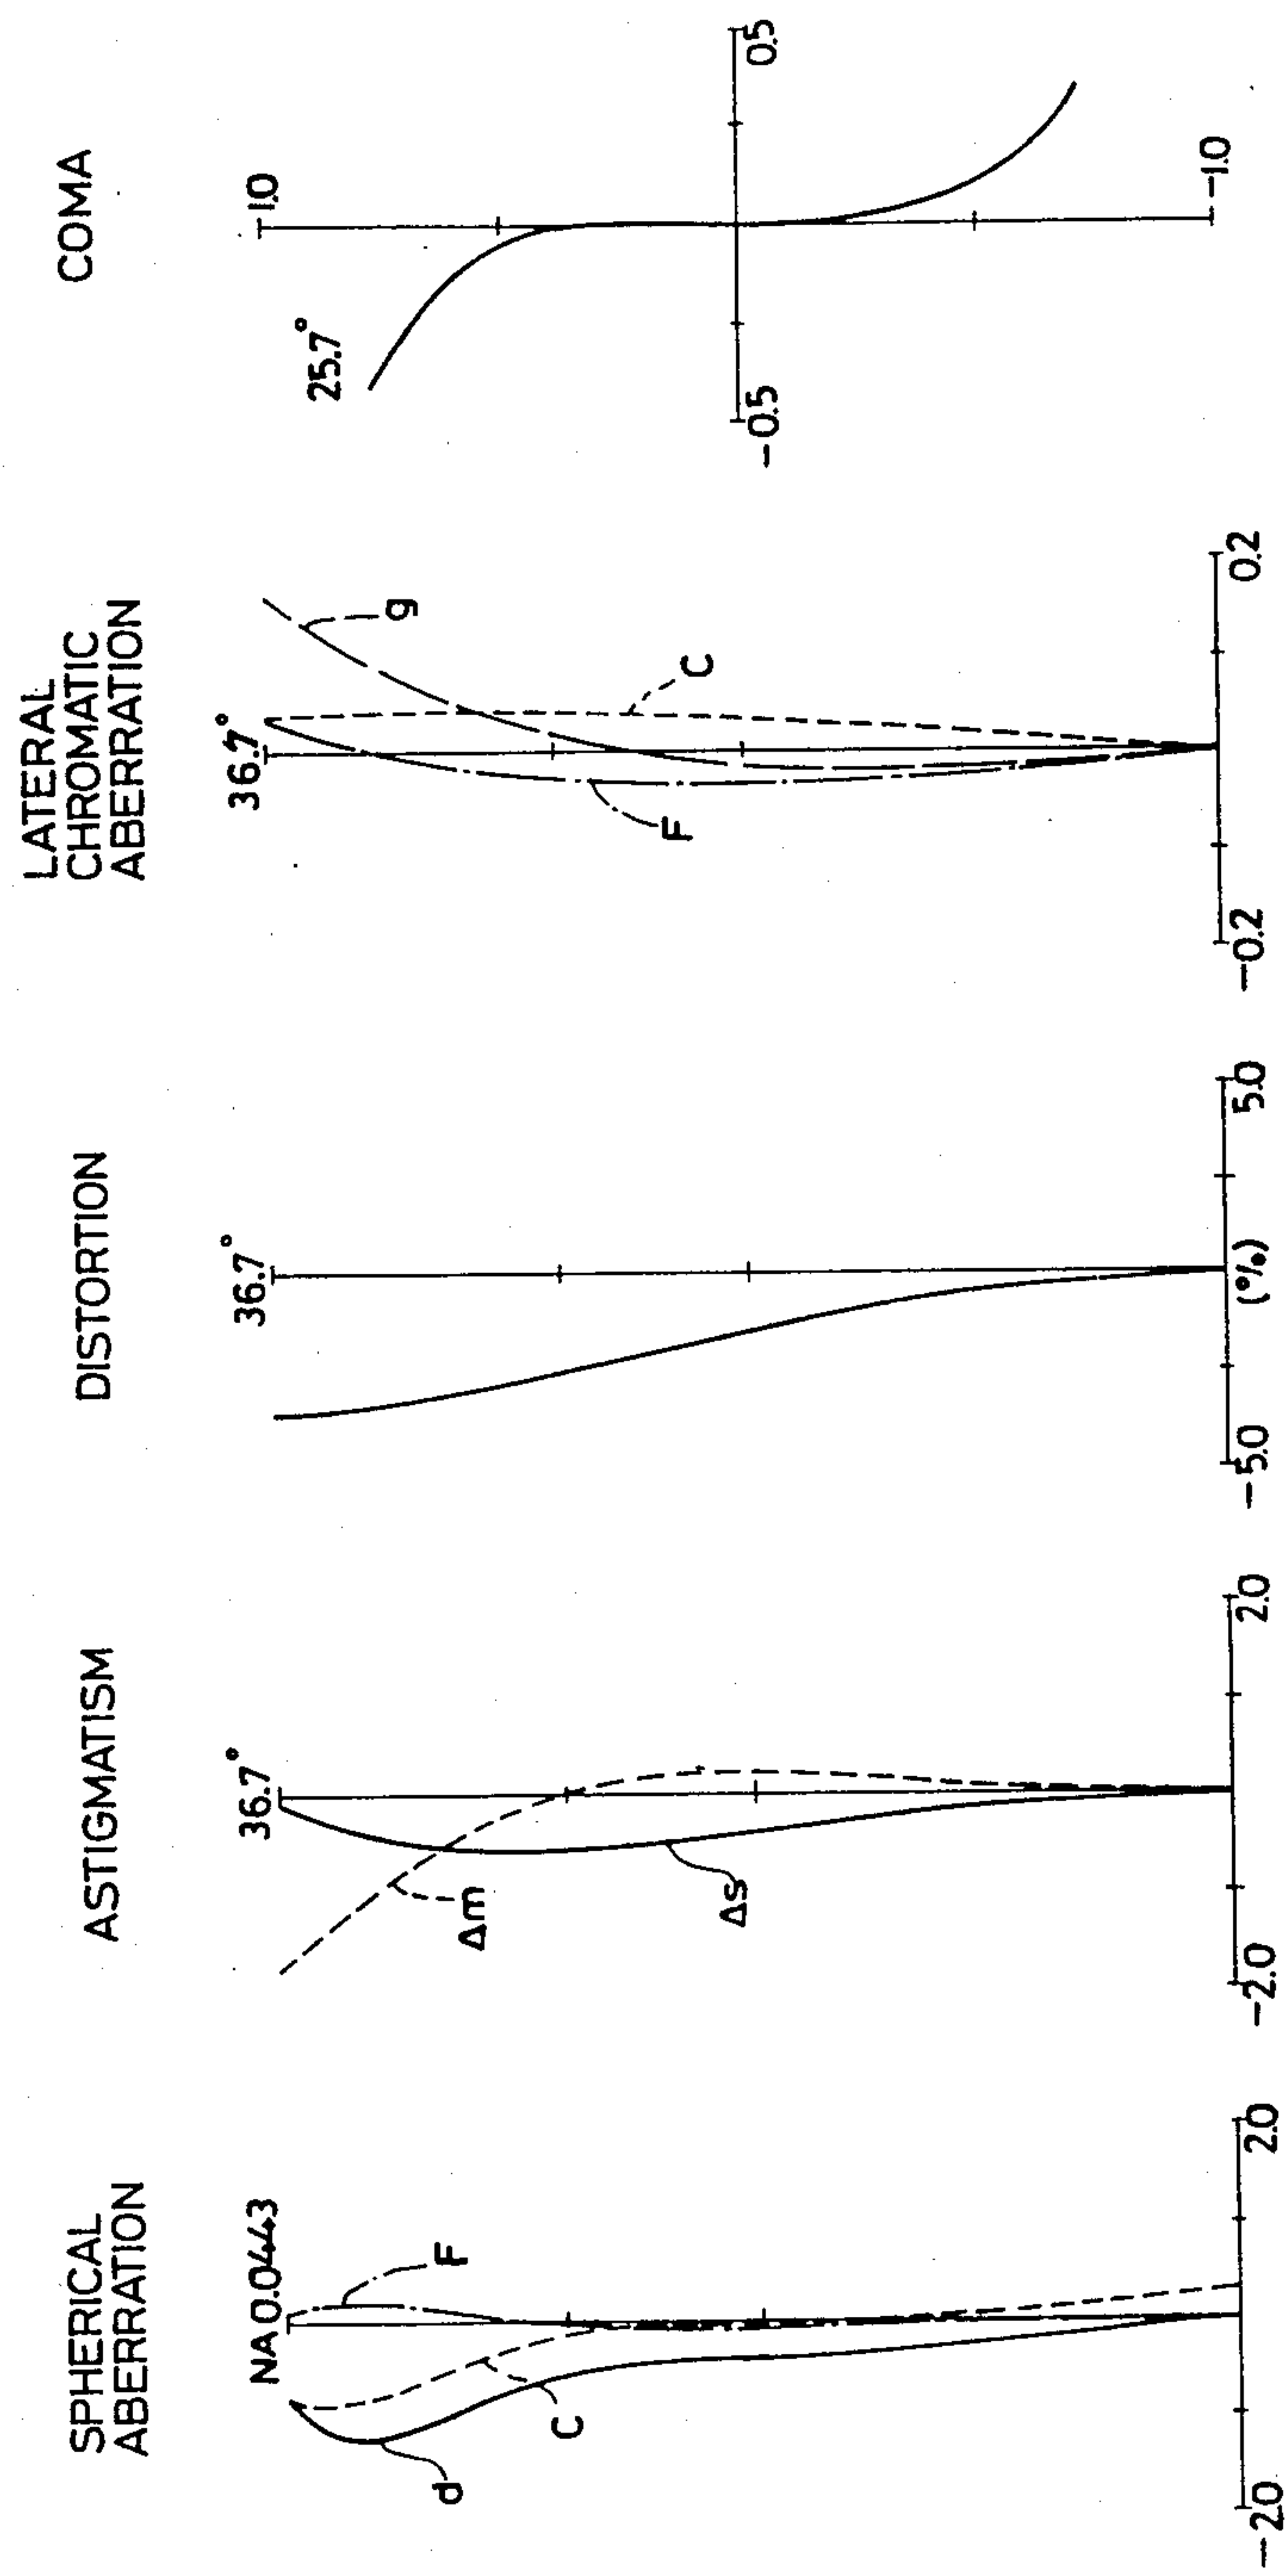 SPHERICAL
ABERRATION
NA 0.0443
F
C
d
-2.0
2.0
ASTIGMATISM
36.7°
Δm
Δs
-2.0
2.0
DISTORTION
36.7°
-5.0
(%)
5.0
LATERAL
CHROMATIC
ABERRATION
36.7°
g
C
F
-0.2
0.2
COMA
25.7°
1.0
-0.5
0.5
-1.0